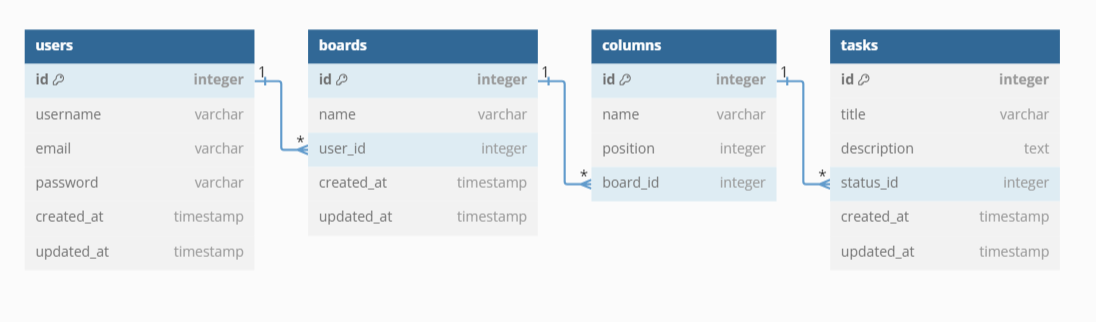 users
id integer
username varchar
email varchar
password varchar
created_at timestamp
updated_at timestamp
1
*
boards
id integer
name varchar
user_id integer
created_at timestamp
updated_at timestamp
1
*
columns
id integer
name varchar
position integer
board_id integer
1
*
tasks
id integer
title varchar
description text
status_id integer
created_at timestamp
updated_at timestamp